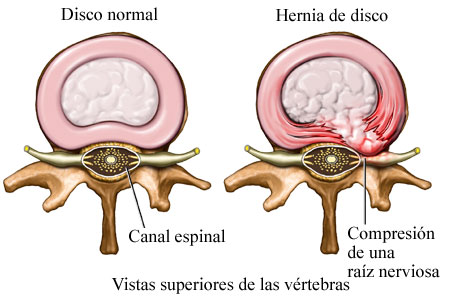 Disco normal
Hernia de disco
Canal espinal
Compresión
de una
raíz nerviosa
Vistas superiores de las vértebras